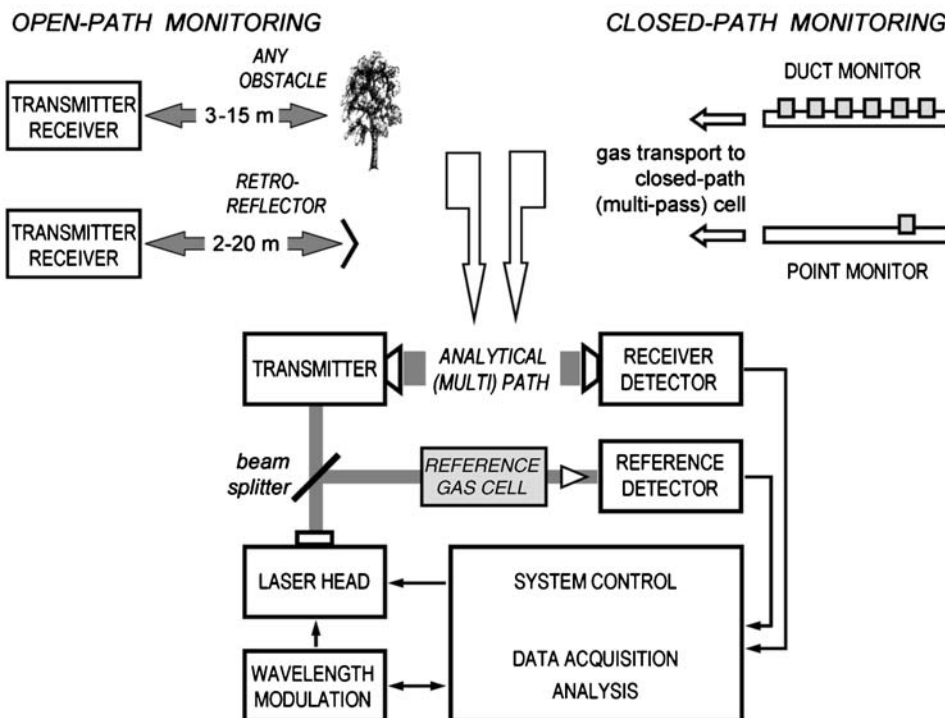 OPEN-PATH MONITORING
CLOSED-PATH MONITORING
ANY
OBSTACLE
TRANSMITTER
RECEIVER
3-15 m
DUCT MONITOR
gas transport to
closed-path
(multi-pass) cell
RETRO-
REFLECTOR
TRANSMITTER
RECEIVER
2-20 m
POINT MONITOR
TRANSMITTER
ANALYTICAL
(MULTI) PATH
RECEIVER
DETECTOR
beam
splitter
REFERENCE
GAS CELL
REFERENCE
DETECTOR
LASER HEAD
SYSTEM CONTROL
WAVELENGTH
MODULATION
DATA ACQUISITION
ANALYSIS